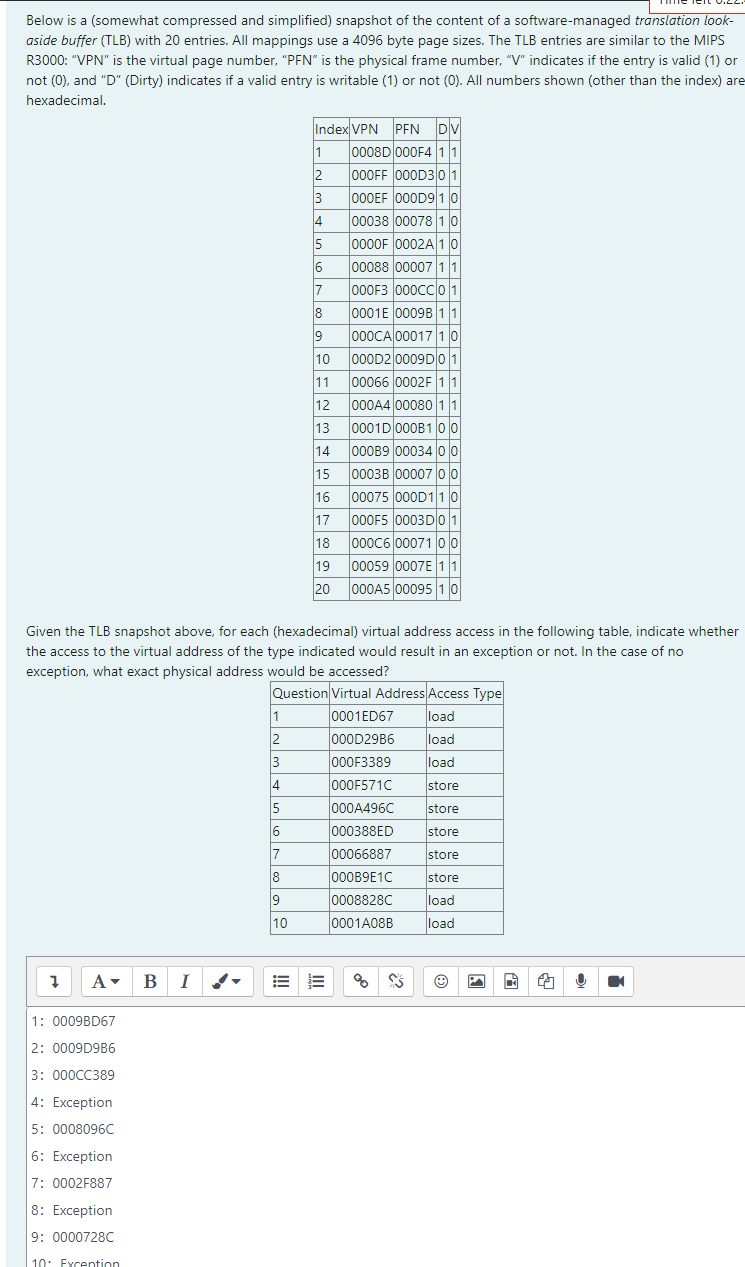 Time left 0:22:
Below is a (somewhat compressed and simplified) snapshot of the content of a software-managed translation look-
aside buffer (TLB) with 20 entries. All mappings use a 4096 byte page sizes. The TLB entries are similar to the MIPS
R3000: “VPN” is the virtual page number, “PFN” is the physical frame number, “V” indicates if the entry is valid (1) or
not (0), and “D” (Dirty) indicates if a valid entry is writable (1) or not (0). All numbers shown (other than the index) are
hexadecimal.
Index VPN PFN D V
1 0008D 000F4 1 1
2 000FF 000D3 0 1
3 000EF 000D9 1 0
4 00038 00078 1 0
5 0000F 0002A 1 0
6 00088 00007 1 1
7 000F3 000CC 0 1
8 0001E 0009B 1 1
9 000CA 00017 1 0
10 000D2 0009D 0 1
11 00066 0002F 1 1
12 000A4 00080 1 1
13 0001D 000B1 0 0
14 000B9 00034 0 0
15 0003B 00007 0 0
16 00075 000D1 1 0
17 000F5 0003D 0 1
18 000C6 00071 0 0
19 00059 0007E 1 1
20 000A5 00095 1 0
Given the TLB snapshot above, for each (hexadecimal) virtual address access in the following table, indicate whether
the access to the virtual address of the type indicated would result in an exception or not. In the case of no
exception, what exact physical address would be accessed?
Question Virtual Address Access Type
1 0001ED67 load
2 000D29B6 load
3 000F3389 load
4 000F571C store
5 000A496C store
6 000388ED store
7 00066887 store
8 000B9E1C store
9 0008828C load
10 0001A08B load
A B I
1: 0009BD67
2: 0009D9B6
3: 000CC389
4: Exception
5: 0008096C
6: Exception
7: 0002F887
8: Exception
9: 0000728C
10: Exception